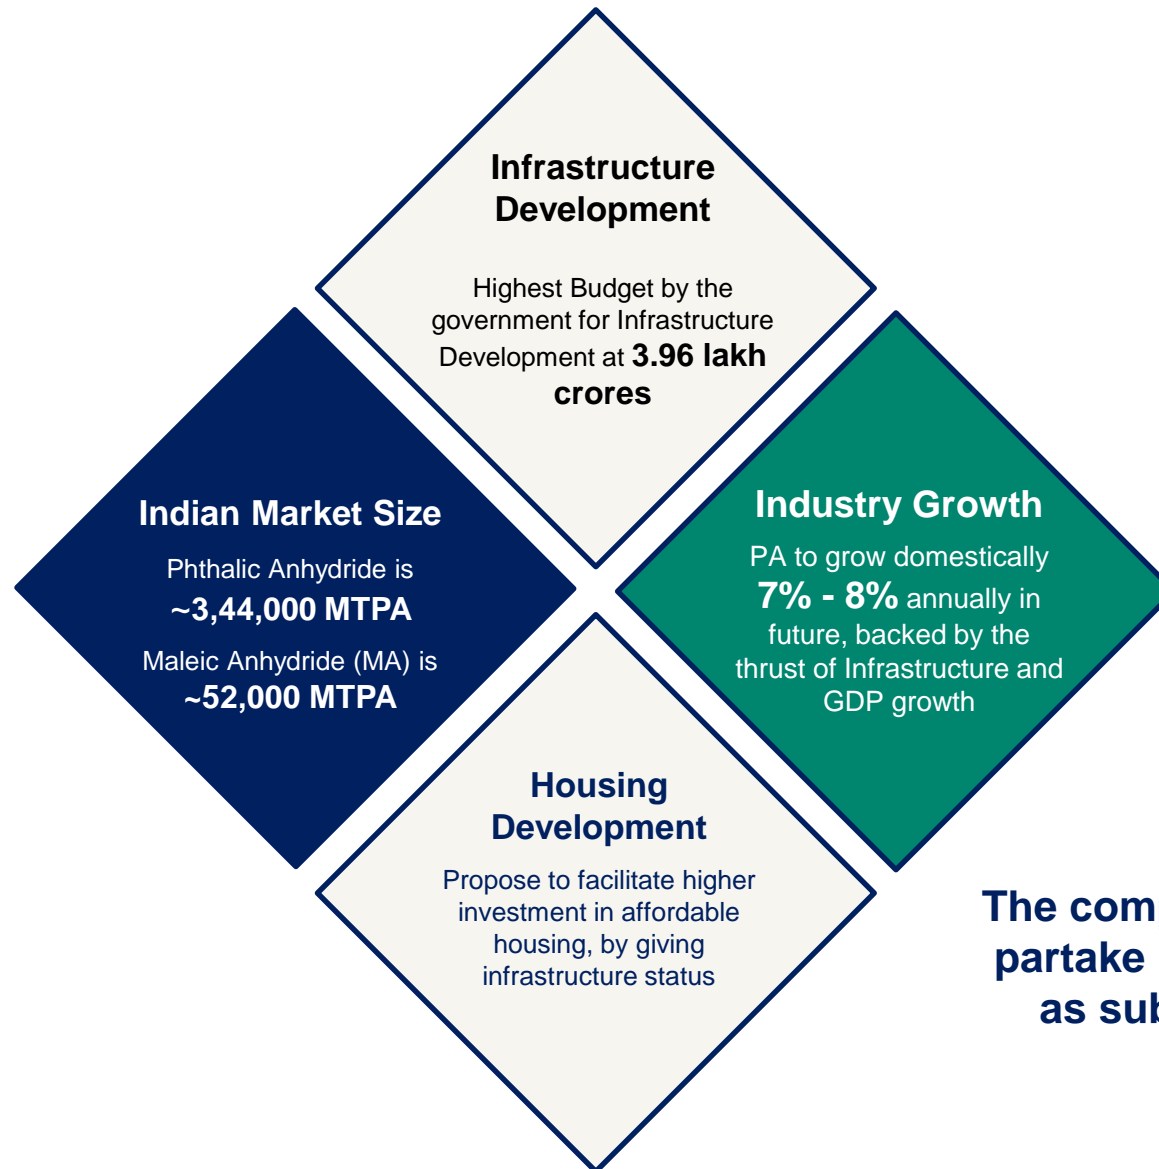 Infrastructure
Development
Highest Budget by the
government for Infrastructure
Development at 3.96 lakh
crores
Indian Market Size
Phthalic Anhydride is
~3,44,000 MTPA
Maleic Anhydride (MA) is
~52,000 MTPA
Industry Growth
PA to grow domestically
7% - 8% annually in
future, backed by the
thrust of Infrastructure and
GDP growth
Housing
Development
Propose to facilitate higher
investment in affordable
housing, by giving
infrastructure status
The com
partake
as sub